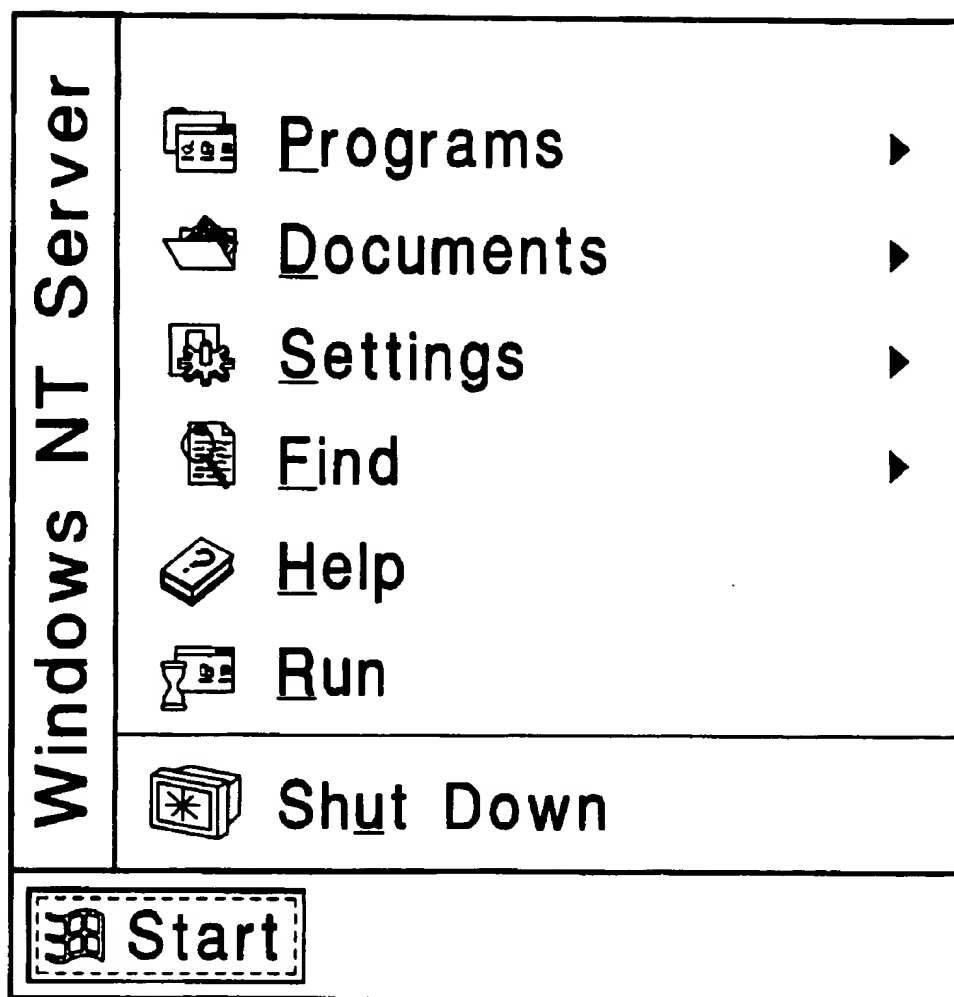 Windows NT Server
Programs
Documents
Settings
Find
Help
Run
Shut Down
Start